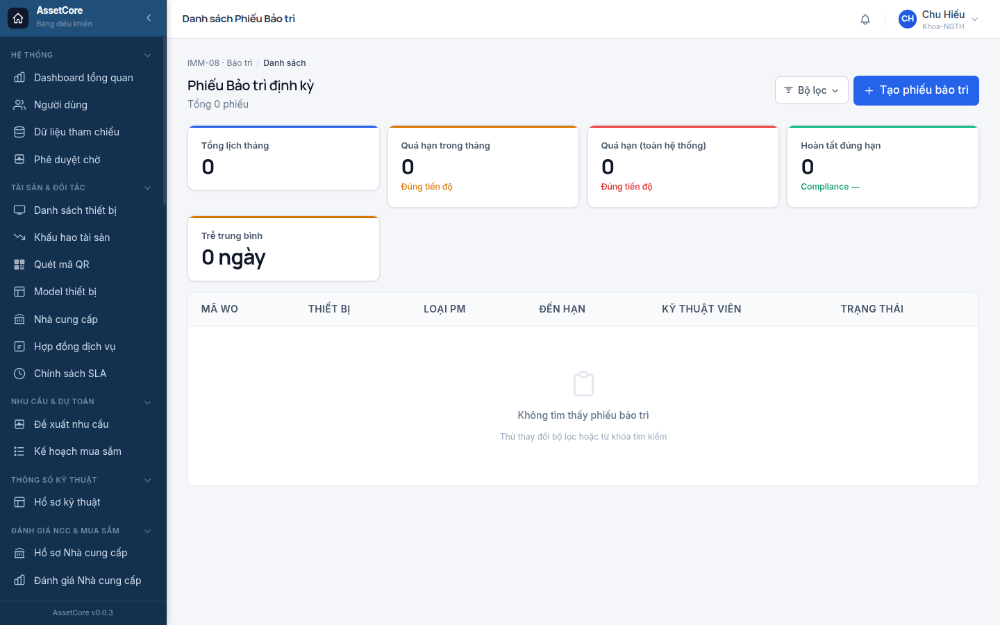 AssetCore
Bảng điều khiển
HỆ THỐNG
Dashboard tổng quan
Người dùng
Dữ liệu tham chiếu
Phê duyệt chờ
TÀI SẢN & ĐỐI TÁC
Danh sách thiết bị
Khấu hao tài sản
Quét mã QR
Model thiết bị
Nhà cung cấp
Hợp đồng dịch vụ
Chính sách SLA
NHU CẦU & DỰ TOÁN
Đề xuất nhu cầu
Kế hoạch mua sắm
THÔNG SỐ KỸ THUẬT
Hồ sơ kỹ thuật
ĐÁNH GIÁ NCC & MUA SẮM
Hồ sơ Nhà cung cấp
Đánh giá Nhà cung cấp
AssetCore v0.0.3
Danh sách Phiếu Bảo trì
CH
Chu Hiếu
Khoa-NGTH
IMM-08 · Bảo trì / Danh sách
Phiếu Bảo trì định kỳ
Tổng 0 phiếu
Bộ lọc
+ Tạo phiếu bảo trì
Tổng lịch tháng
0
Quá hạn trong tháng
0
Đúng tiến độ
Quá hạn (toàn hệ thống)
0
Đúng tiến độ
Hoàn tất đúng hạn
0
Compliance —
Trễ trung bình
0 ngày
MÃ WO THIẾT BỊ LOẠI PM ĐẾN HẠN KỸ THUẬT VIÊN TRẠNG THÁI
Không tìm thấy phiếu bảo trì
Thử thay đổi bộ lọc hoặc từ khóa tìm kiếm